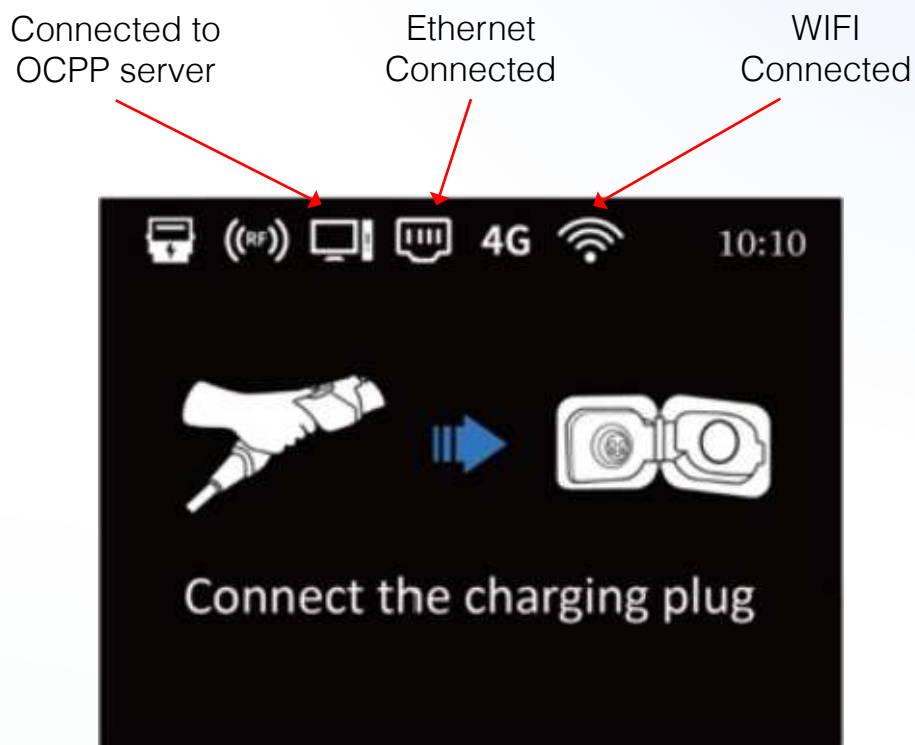 Connected to
OCPP server
Ethernet
Connected
WIFI
Connected
((RF)) 4G 10:10
Connect the charging plug